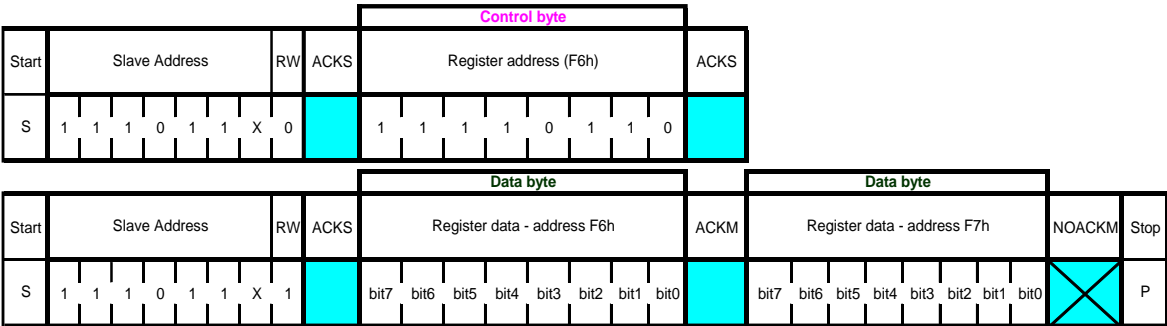 Control byte
Start Slave Address RW ACKS Register address (F6h) ACKS
S 1 1 1 0 1 1 X 0 1 1 1 1 0 1 1 0
Data byte Data byte
Start Slave Address RW ACKS Register data - address F6h ACKM Register data - address F7h NOACKM Stop
S 1 1 1 0 1 1 X 1 bit7 bit6 bit5 bit4 bit3 bit2 bit1 bit0 bit7 bit6 bit5 bit4 bit3 bit2 bit1 bit0 P